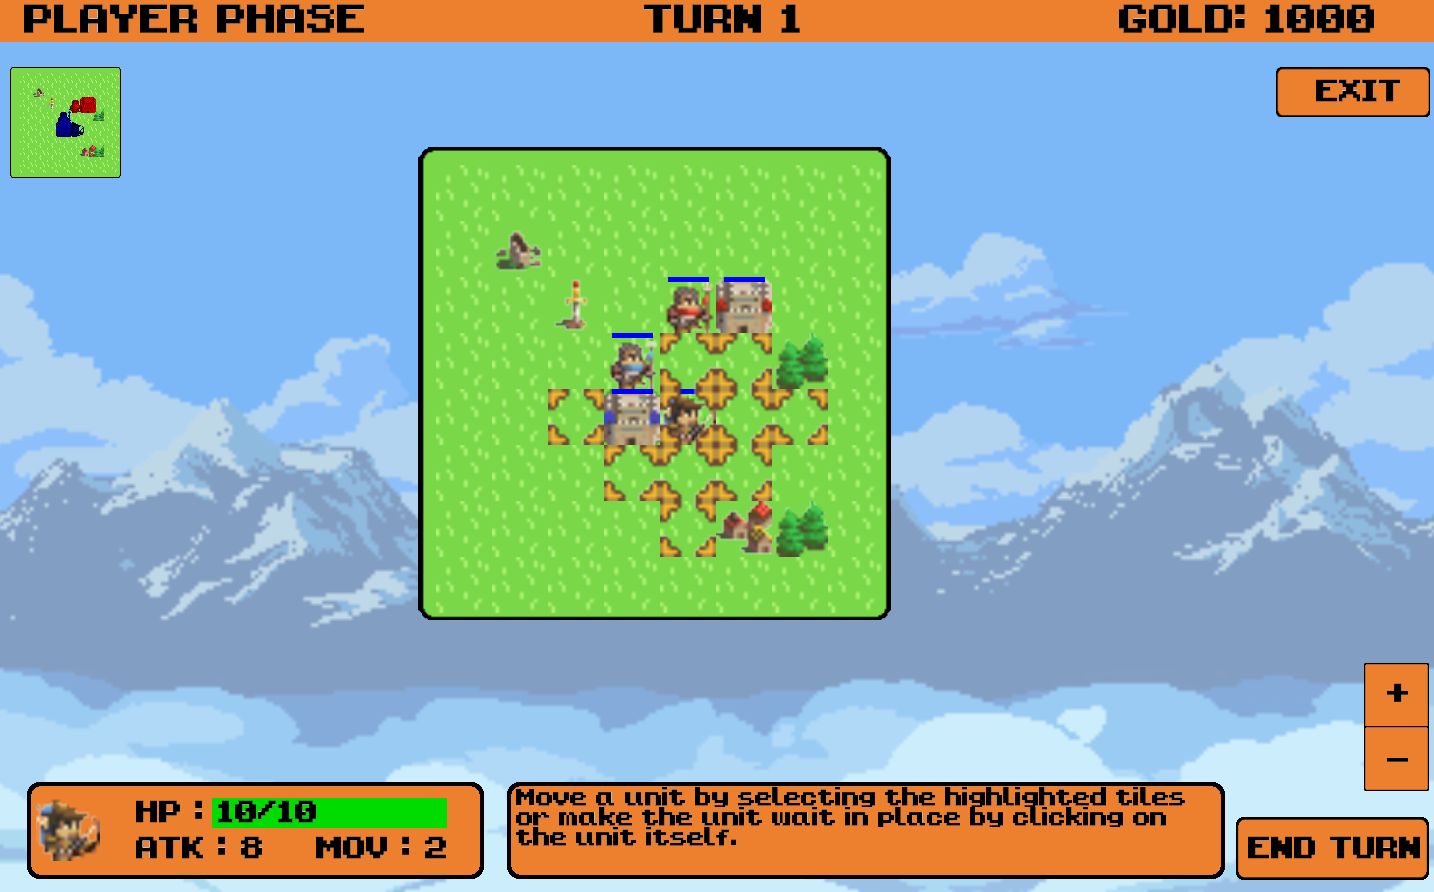 PLAYER PHASE
TURN 1
GOLD: 1000
EXIT
+
-
HP : 10/10
ATK : 8 MOV : 2
Move a unit by selecting the highlighted tiles
or make the unit wait in place by clicking on
the unit itself.
END TURN